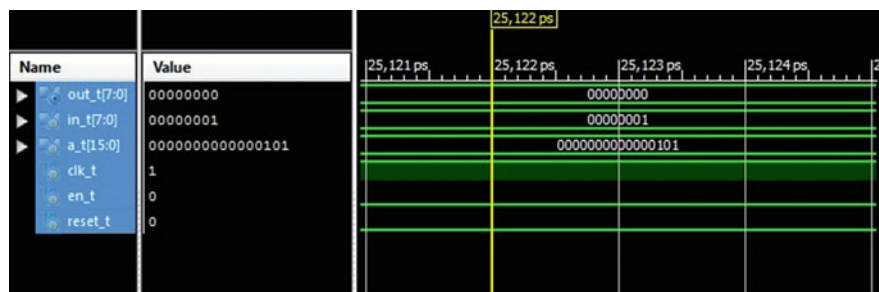 25,122 ps
Name Value 25,121 ps 25,122 ps 25,123 ps 25,124 ps 2
out_t[7:0] 00000000 00000000
in_t[7:0] 00000001 00000001
a_t[15:0] 0000000000000101 0000000000000101
clk_t 1
en_t 0
reset_t 0